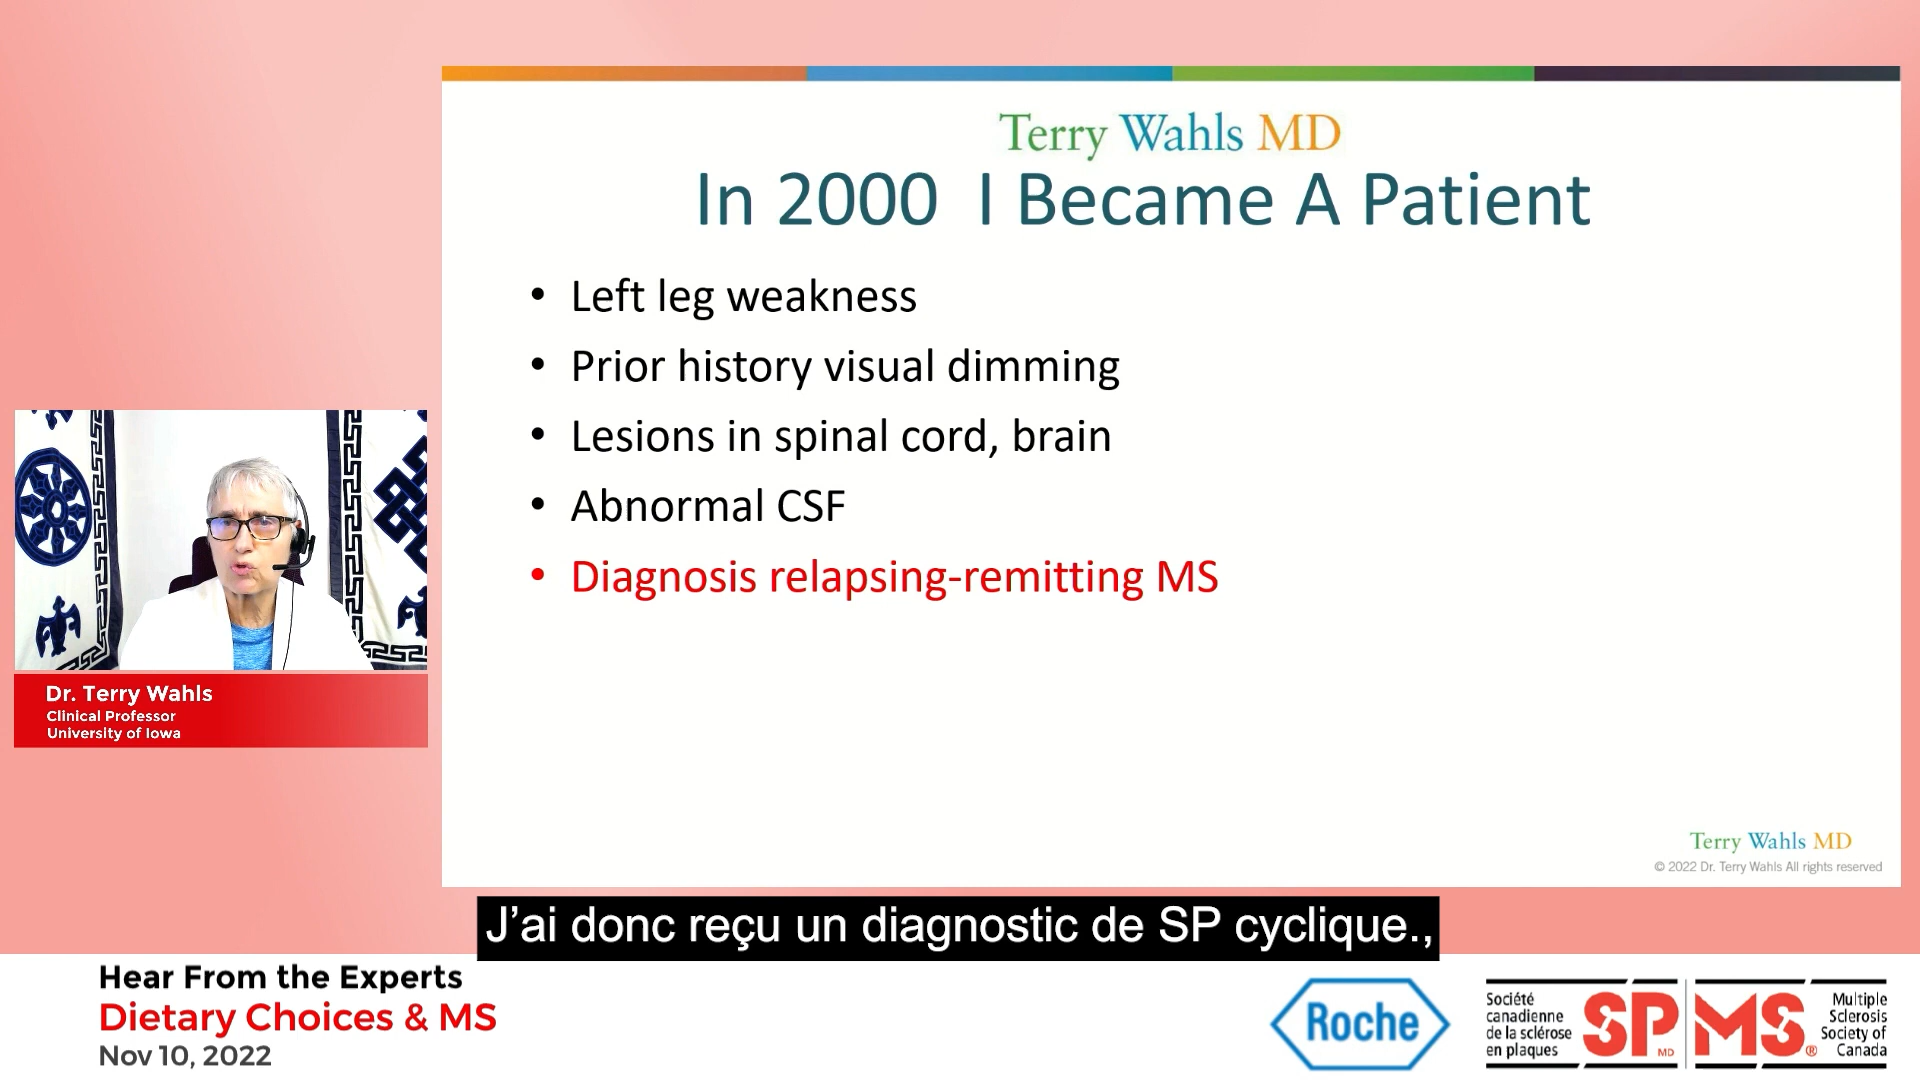 Terry Wahls MD
In 2000 I Became A Patient
• Left leg weakness
• Prior history visual dimming
• Lesions in spinal cord, brain
• Abnormal CSF
• Diagnosis relapsing-remitting MS
Dr. Terry Wahls
Clinical Professor
University of Iowa
Terry Wahls MD
© 2022 Dr. Terry Wahls All rights reserved
J’ai donc reçu un diagnostic de SP cyclique.,
Hear From the Experts
Dietary Choices & MS
Nov 10, 2022
Roche
Société
canadienne
de la sclérose
en plaques
SP MD
MS ®
Multiple
Sclerosis
Society of
Canada